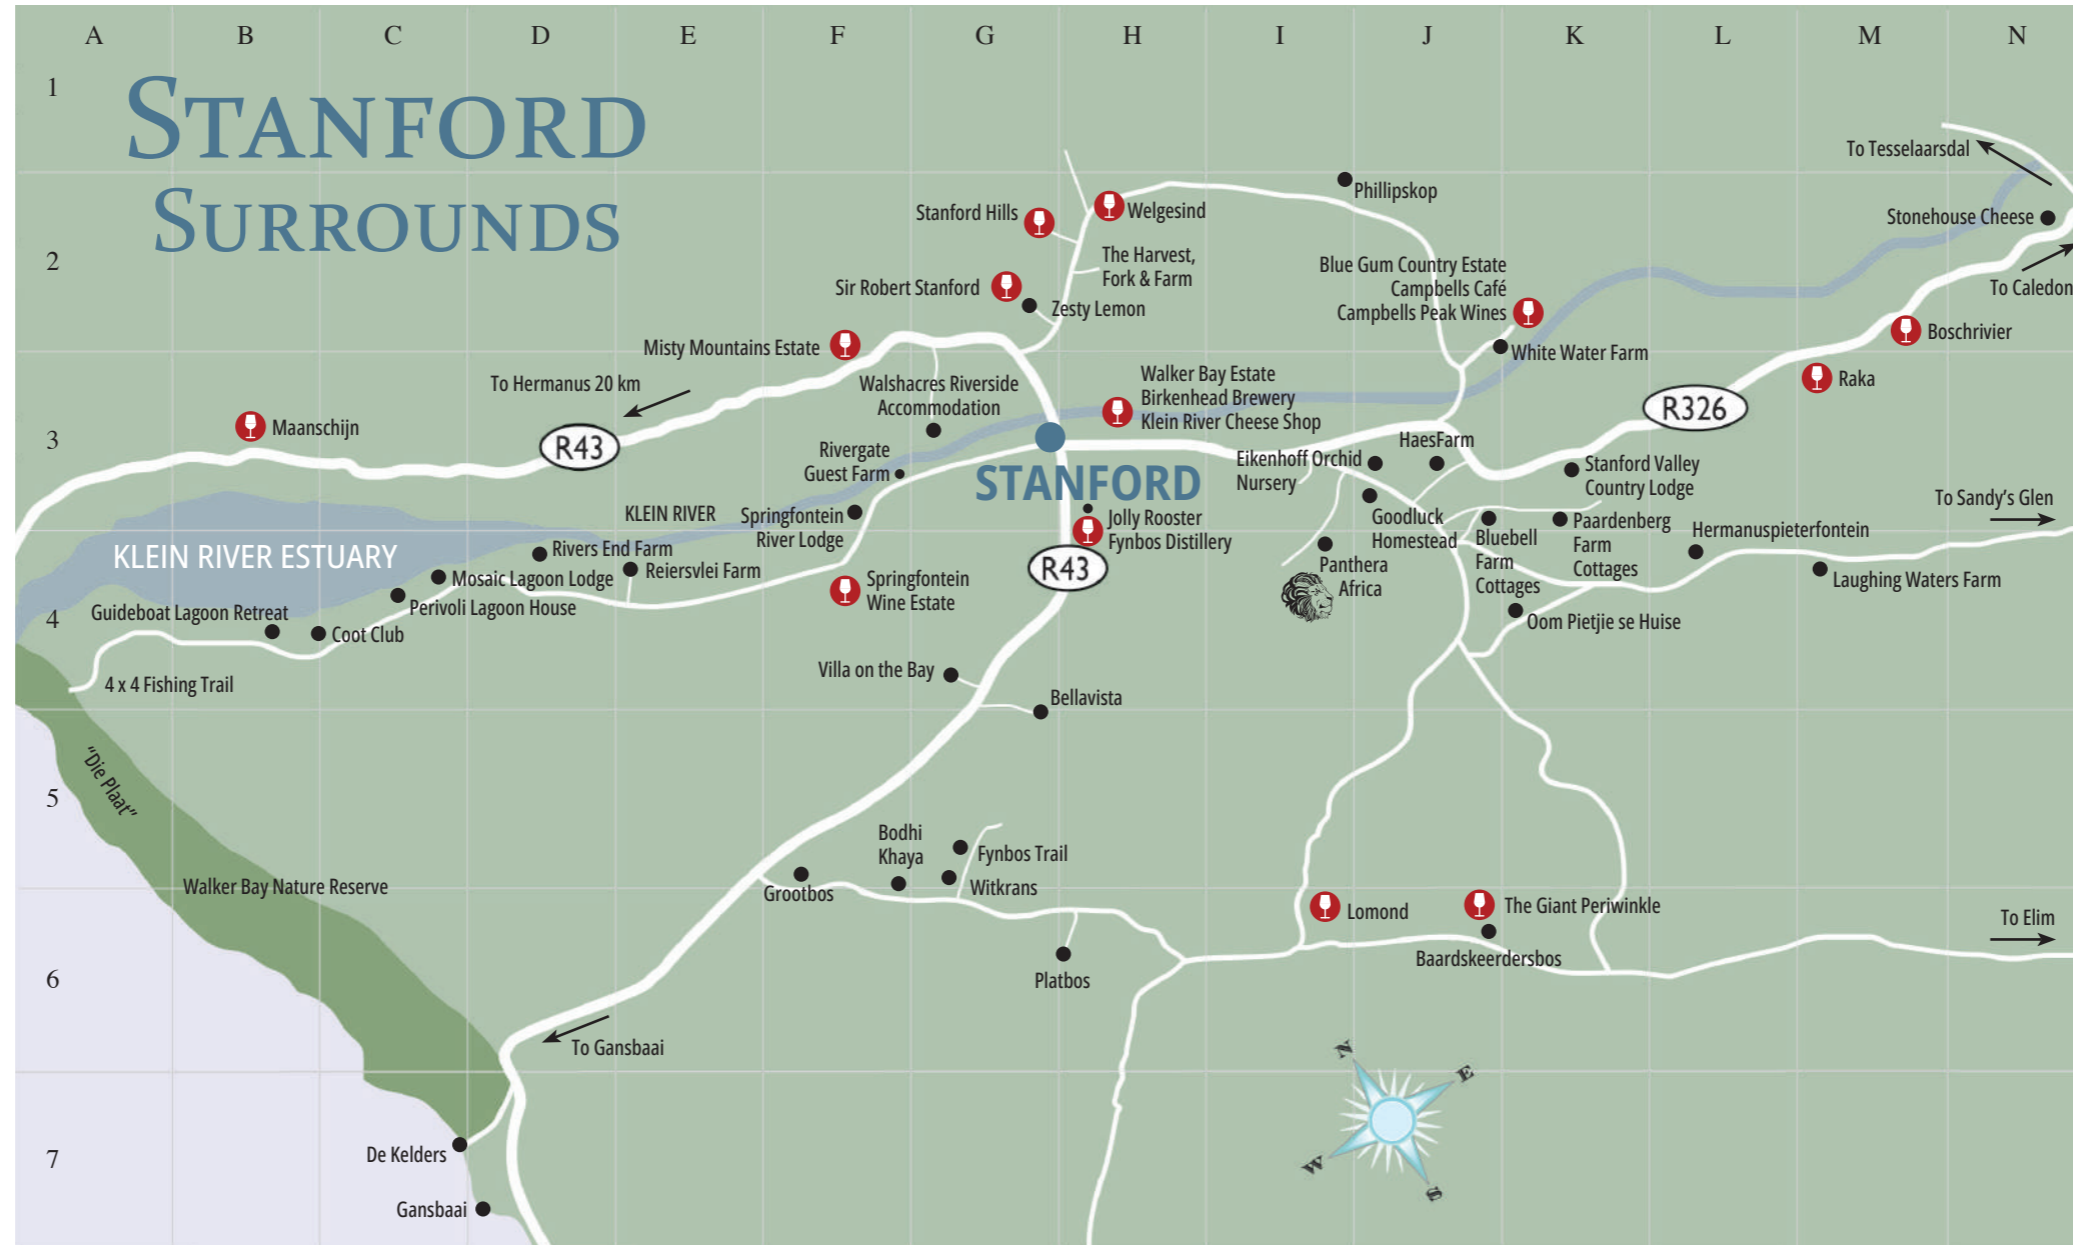 A B C D E F G H I J K L M N
1
2
3
4
5
6
7
STANFORD
SURROUNDS
To Tesselaarsdal
Phillipskop
Stonehouse Cheese
Stanford Hills
Welgesind
The Harvest,
Fork & Farm
Blue Gum Country Estate
Campbells Café
Campbells Peak Wines
To Caledon
Sir Robert Stanford
Zesty Lemon
Boschrivier
Misty Mountains Estate
White Water Farm
Raka
To Hermanus 20 km
Walshacres Riverside
Accommodation
Walker Bay Estate
Birkenhead Brewery
Klein River Cheese Shop
R326
Maanschijn
R43
Rivergate
Guest Farm
STANFORD
Eikenhoff Orchid
Nursery
HaesFarm
Stanford Valley
Country Lodge
To Sandy's Glen
KLEIN RIVER
Springfontein
River Lodge
Jolly Rooster
Fynbos Distillery
Goodluck
Homestead
Bluebell
Farm
Cottages
Paardenberg
Farm
Cottages
Hermanuspieterfontein
KLEIN RIVER ESTUARY
Rivers End Farm
Mosaic Lagoon Lodge
Reiersvlei Farm
Perivoli Lagoon House
Springfontein
Wine Estate
R43
Panthera
Africa
Laughing Waters Farm
Guideboat Lagoon Retreat
Coot Club
Oom Pietjie se Huise
4 x 4 Fishing Trail
Villa on the Bay
Bellavista
"Die Plaat"
Bodhi
Khaya
Fynbos Trail
Witkrans
Grootbos
Walker Bay Nature Reserve
Lomond
The Giant Periwinkle
To Elim
Baardskeerdersbos
Platbos
To Gansbaai
N
E
W
S
De Kelders
Gansbaai